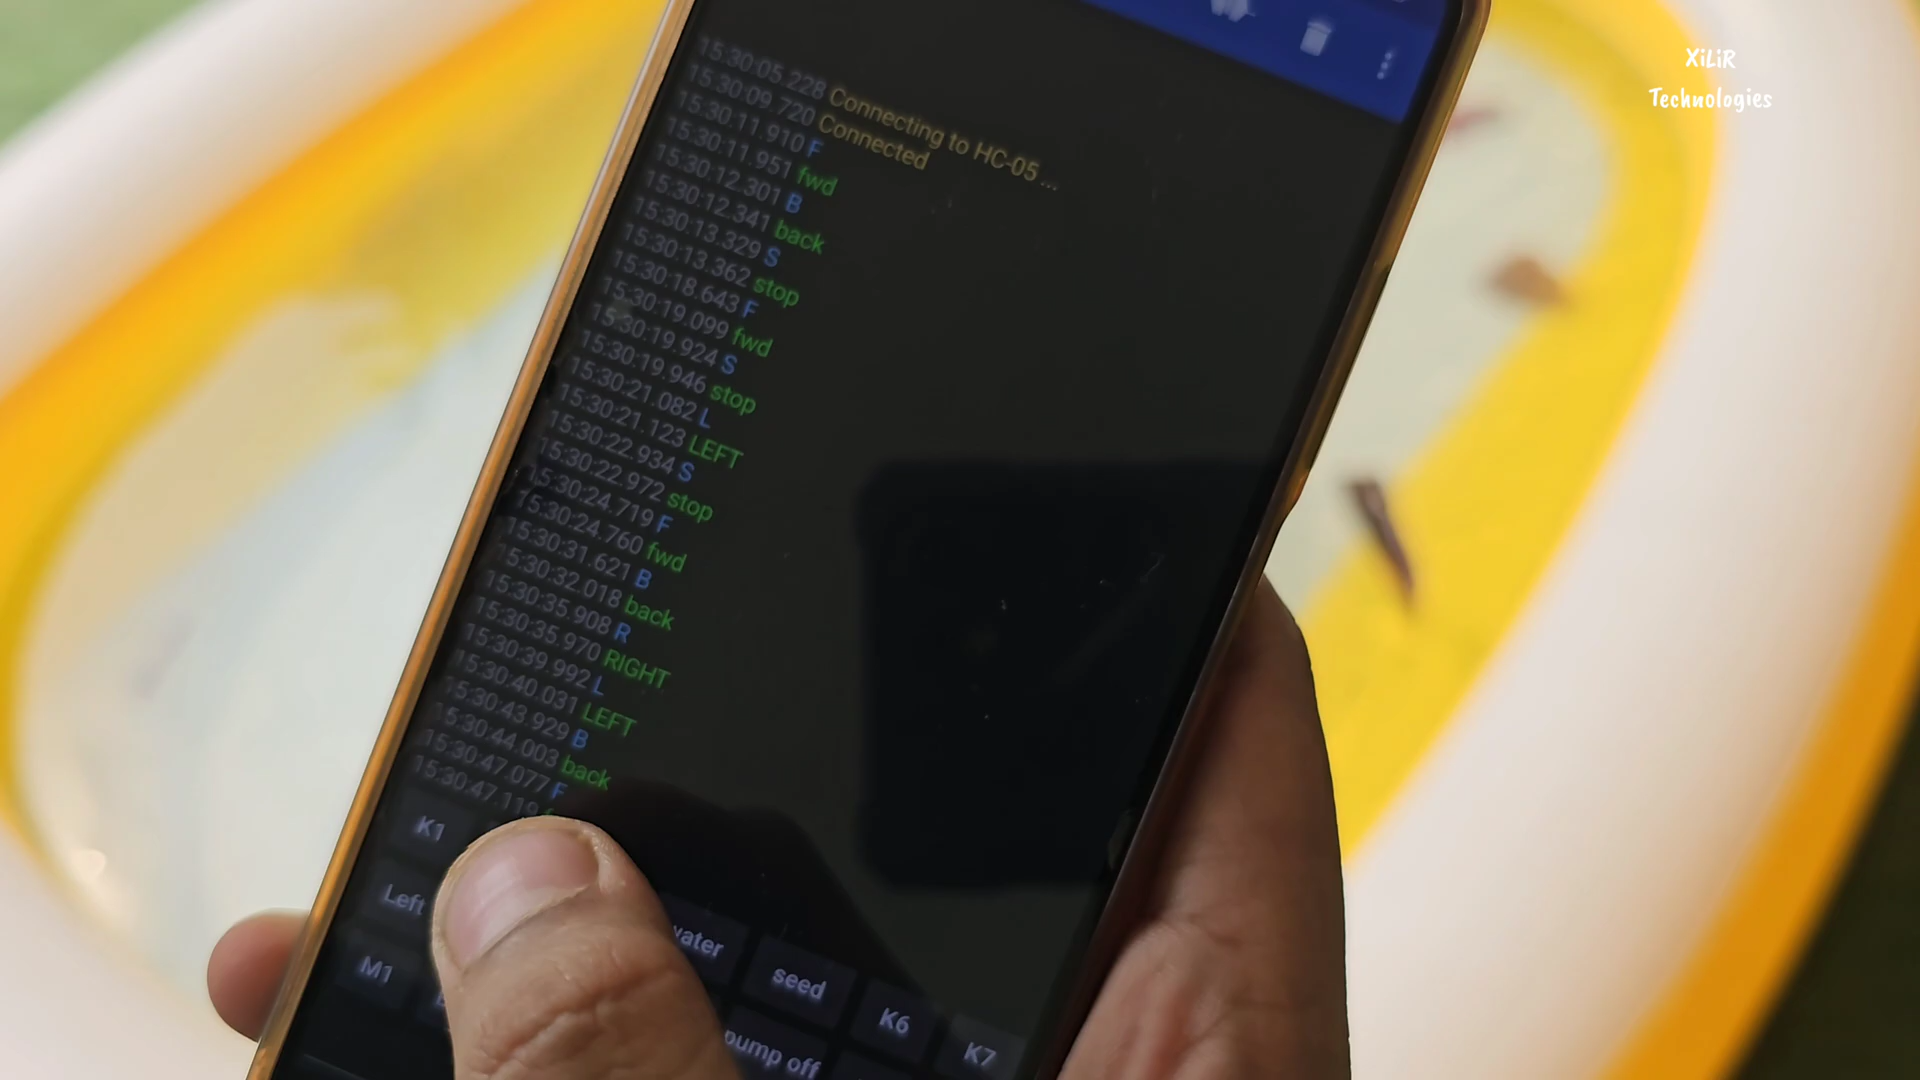 XiLiR
Technologies
15:30:05.228 Connecting to HC-05 ...
15:30:09.720 Connected
15:30:11.910 F
15:30:11.951 fwd
15:30:12.301 B
15:30:12.341 back
15:30:13.329 S
15:30:13.362 stop
15:30:18.643 F
15:30:19.099 fwd
15:30:19.924 S
15:30:19.946 stop
15:30:21.082 L
15:30:21.123 LEFT
15:30:22.934 S
15:30:22.972 stop
15:30:24.719 F
15:30:24.760 fwd
15:30:31.621 B
15:30:32.018 back
15:30:35.908 R
15:30:35.970 RIGHT
15:30:39.992 L
15:30:40.031 LEFT
15:30:43.929 B
15:30:44.003 back
15:30:47.077 F
15:30:47.119
K1
Left water seed K6 K7
M1 pump off